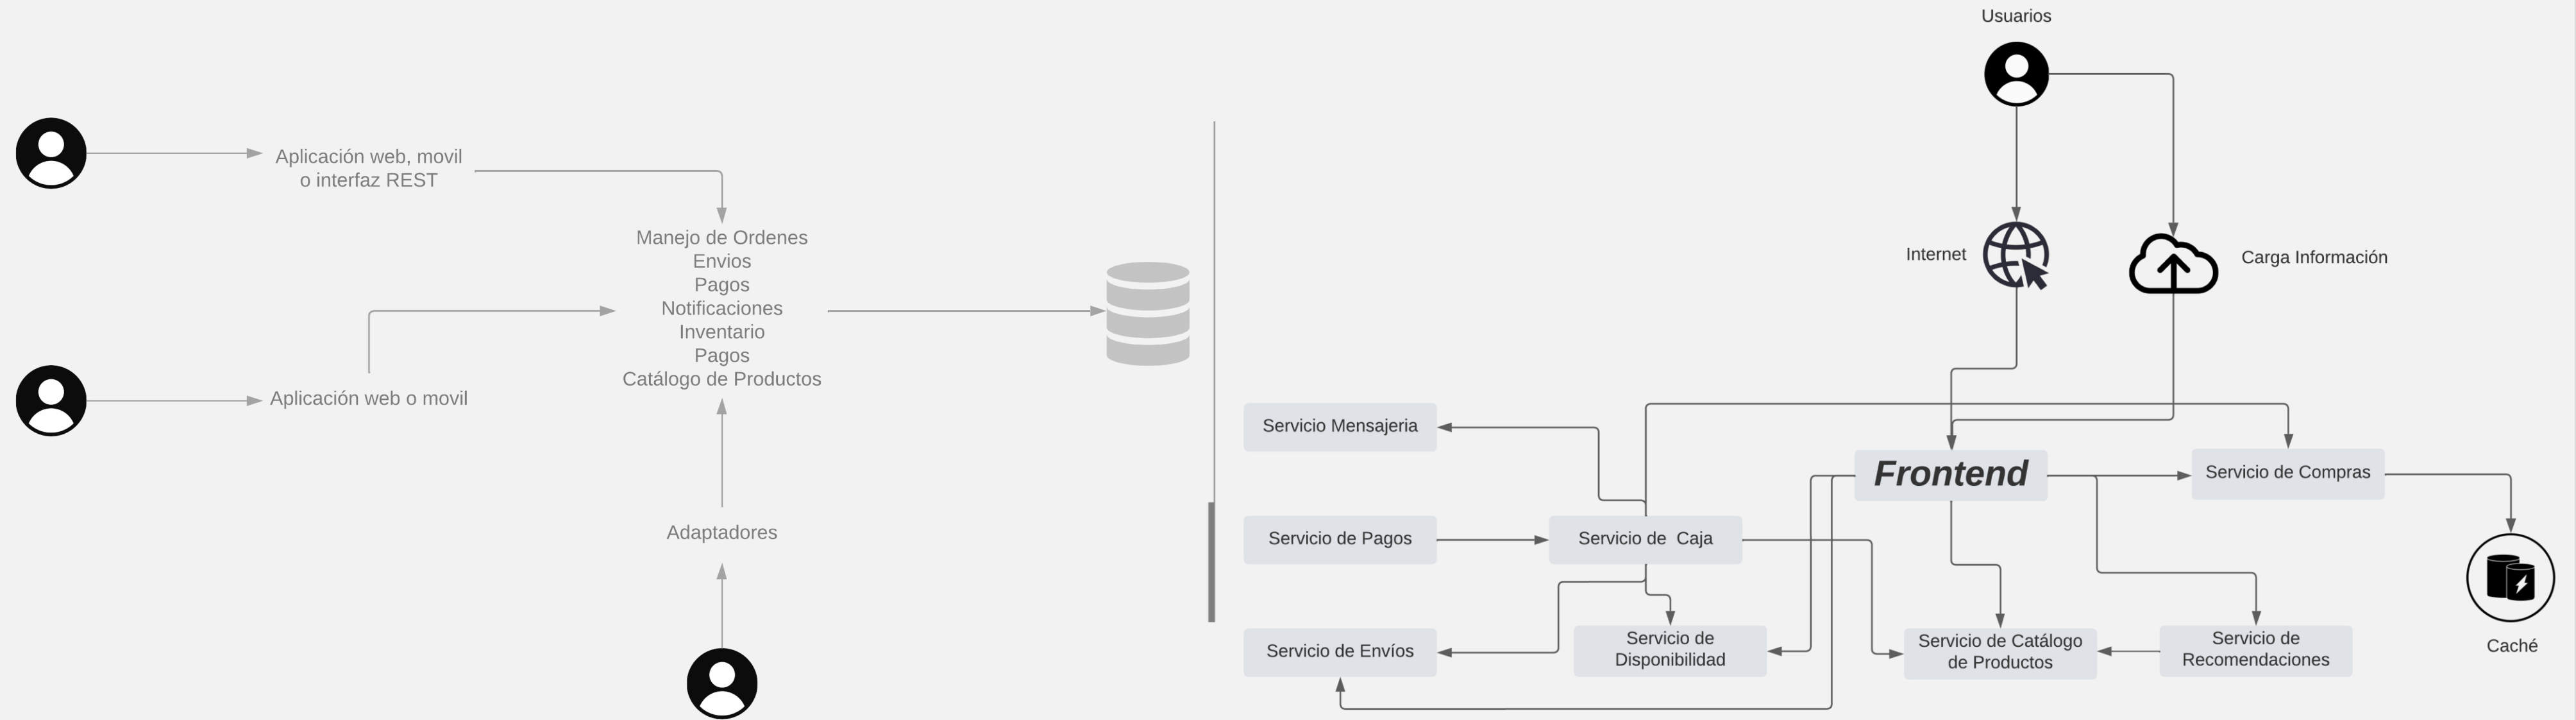 Aplicación web, movil
o interfaz REST
Manejo de Ordenes
Envios
Pagos
Notificaciones
Inventario
Pagos
Catálogo de Productos
Aplicación web o movil
Adaptadores
Usuarios
Internet
Carga Información
Servicio Mensajeria
Frontend
Servicio de Compras
Servicio de Pagos
Servicio de Caja
Servicio de Envíos
Servicio de
Disponibilidad
Servicio de Catálogo
de Productos
Servicio de
Recomendaciones
Caché